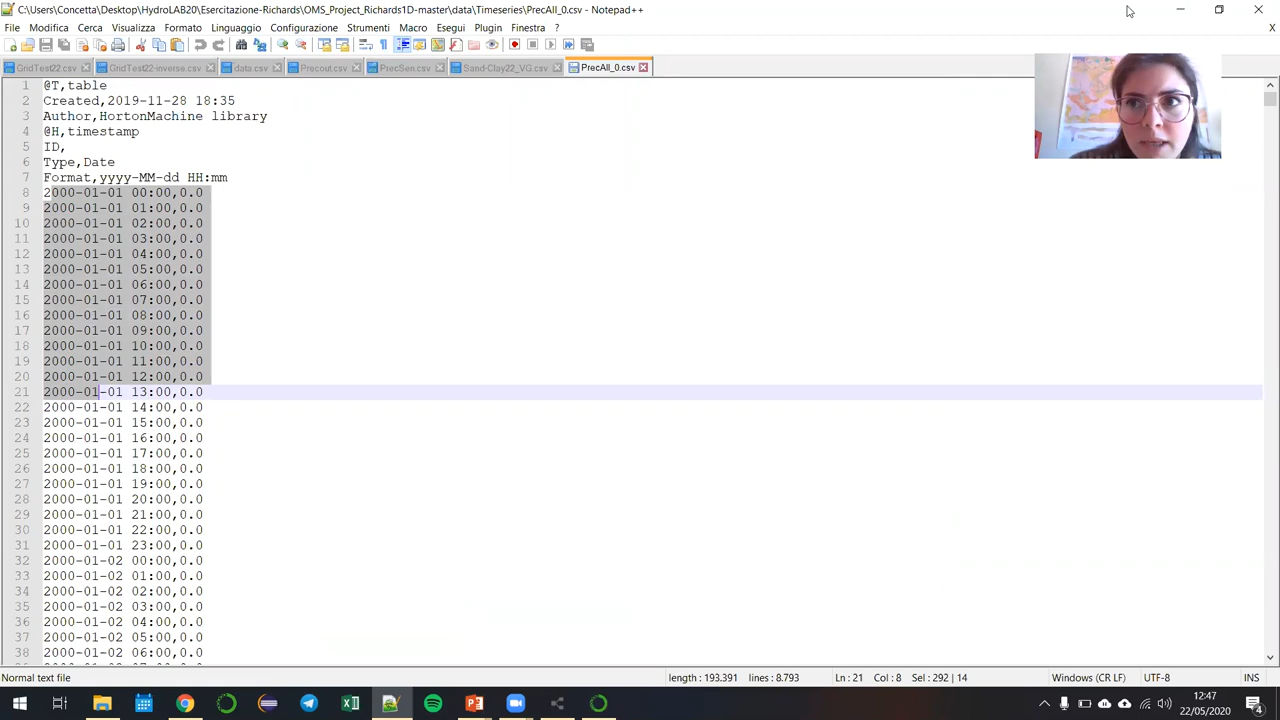 C:\Users\Concetta\Desktop\HydroLAB20\Esercitazione-Richards\OMS_Project_Richards1D-master\data\Timeseries\PrecAll_0.csv - Notepad++
File Modifica Cerca Visualizza Formato Linguaggio Configurazione Strumenti Macro Esegui Plugin Finestra ? X
GridTest22.csv GridTest22-inverse.csv data.csv Precout.csv PrecSen.csv Sand-Clay22_VG.csv PrecAll_0.csv
1 @T,table
2 Created,2019-11-28 18:35
3 Author,HortonMachine library
4 @H,timestamp
5 ID,
6 Type,Date
7 Format,yyyy-MM-dd HH:mm
8 2000-01-01 00:00,0.0
9 2000-01-01 01:00,0.0
10 2000-01-01 02:00,0.0
11 2000-01-01 03:00,0.0
12 2000-01-01 04:00,0.0
13 2000-01-01 05:00,0.0
14 2000-01-01 06:00,0.0
15 2000-01-01 07:00,0.0
16 2000-01-01 08:00,0.0
17 2000-01-01 09:00,0.0
18 2000-01-01 10:00,0.0
19 2000-01-01 11:00,0.0
20 2000-01-01 12:00,0.0
21 2000-01-01 13:00,0.0
22 2000-01-01 14:00,0.0
23 2000-01-01 15:00,0.0
24 2000-01-01 16:00,0.0
25 2000-01-01 17:00,0.0
26 2000-01-01 18:00,0.0
27 2000-01-01 19:00,0.0
28 2000-01-01 20:00,0.0
29 2000-01-01 21:00,0.0
30 2000-01-01 22:00,0.0
31 2000-01-01 23:00,0.0
32 2000-01-02 00:00,0.0
33 2000-01-02 01:00,0.0
34 2000-01-02 02:00,0.0
35 2000-01-02 03:00,0.0
36 2000-01-02 04:00,0.0
37 2000-01-02 05:00,0.0
38 2000-01-02 06:00,0.0
Normal text file length : 193.391 lines : 8.793 Ln : 21 Col : 8 Sel : 292 | 14 Windows (CR LF) UTF-8 INS
12:47
22/05/2020